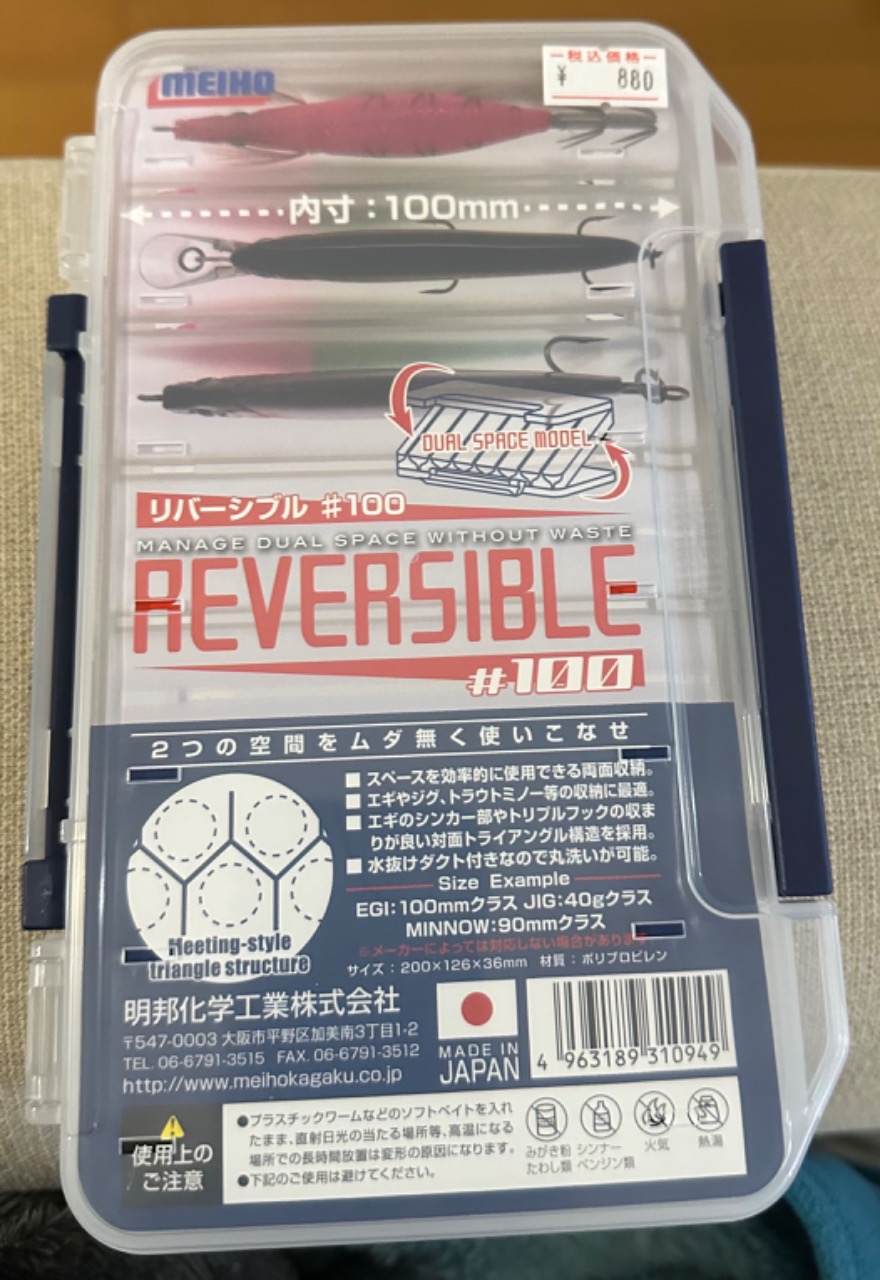 MEIHO
税込価格
¥ 880
内寸：100mm
DUAL SPACE MODEL
リバーシブル #100
MANAGE DUAL SPACE WITHOUT WASTE
REVERSIBLE
#100
2つの空間をムダ無く使いこなせ
■ スペースを効率的に使用できる両面収納。
■ エギやジグ、トラウトミノー等の収納に最適。
■ エギのシンカー部やトリプルフックの収ま
りが良い対面トライアングル構造を採用。
■ 水抜けダクト付きなので丸洗いが可能。
Size Example
EGI:100mmクラス JIG:40gクラス
MINNOW:90mmクラス
※メーカーによっては対応しない場合があります
サイズ：200×126×36mm 材質：ポリプロピレン
Meeting-style
triangle structure
明邦化学工業株式会社
〒547-0003 大阪市平野区加美南3丁目1-2
TEL. 06-6791-3515 FAX. 06-6791-3512
http://www.meihokagaku.co.jp
MADE IN
JAPAN
4 963189 310949
使用上の
ご注意
●プラスチックワームなどのソフトベイトを入れ
たまま、直射日光の当たる場所等、高温になる
場所での長時間放置は変形の原因になります。
●下記のご使用は避けてください。
みがき粉
たわし類
シンナー
ベンジン類
火気
熱湯